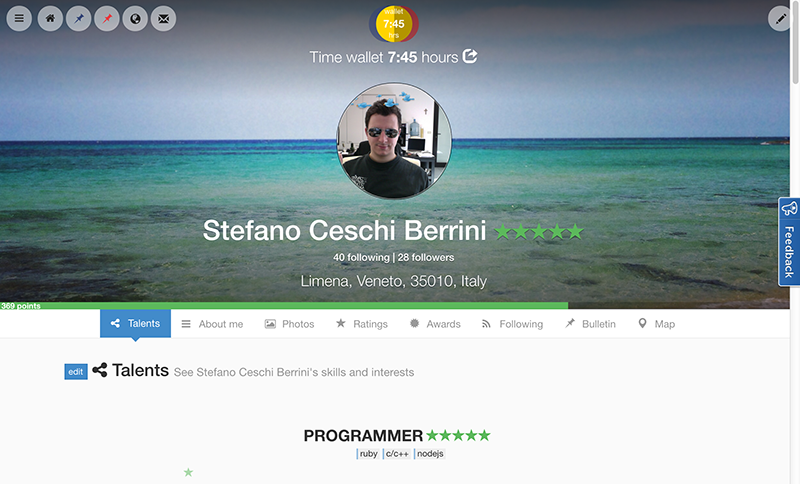 wallet
7:45
hrs
Time wallet 7:45 hours
Stefano Ceschi Berrini
40 following | 28 followers
Limena, Veneto, 35010, Italy
Feedback
369 points
Talents
About me
Photos
Ratings
Awards
Following
Bulletin
Map
edit Talents See Stefano Ceschi Berrini's skills and interests
PROGRAMMER
ruby c/c++ nodejs